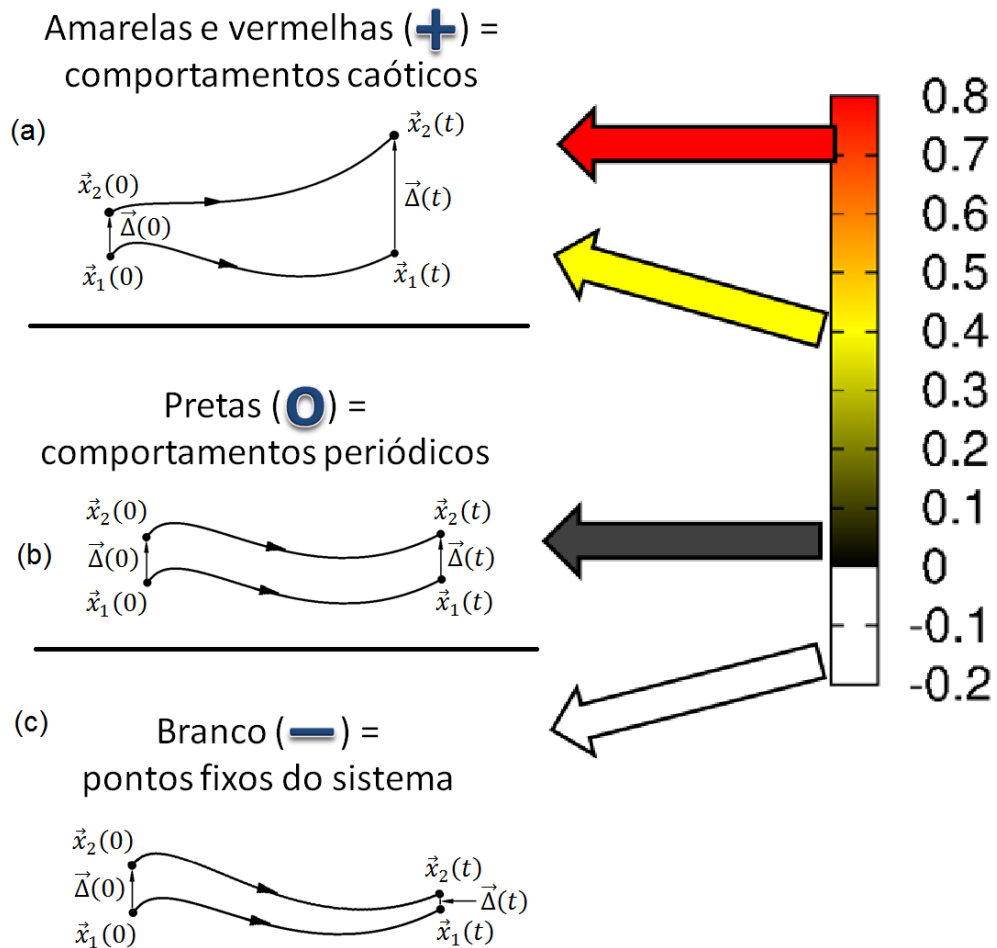 Amarelas e vermelhas (+) =
comportamentos caóticos
(a)
x⃗₂(t)
x⃗₂(0)
Δ⃗(t)
Δ⃗(0)
x⃗₁(0)
x⃗₁(t)
Pretas (O) =
comportamentos periódicos
x⃗₂(0)
x⃗₂(t)
(b)
Δ⃗(0)
Δ⃗(t)
x⃗₁(0)
x⃗₁(t)
(c)
Branco (–) =
pontos fixos do sistema
x⃗₂(0)
x⃗₂(t)
Δ⃗(0)
Δ⃗(t)
x⃗₁(0)
x⃗₁(t)
0.8
0.7
0.6
0.5
0.4
0.3
0.2
0.1
0
-0.1
-0.2